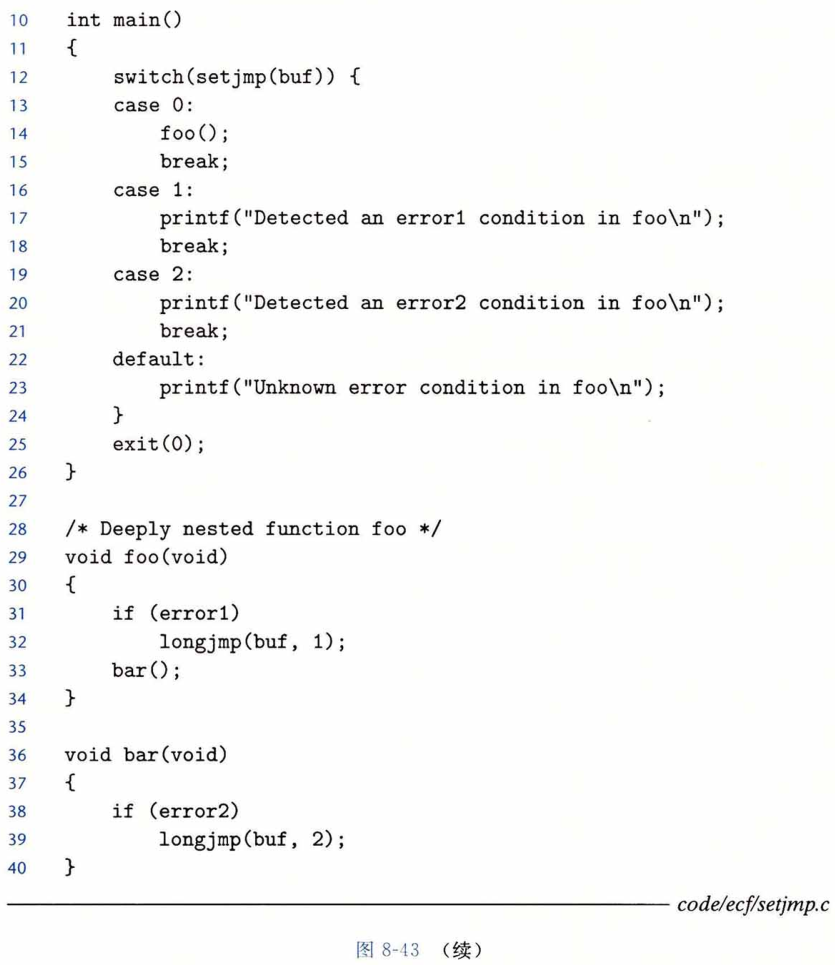 10 int main()
11 {
12     switch(setjmp(buf)) {
13     case 0:
14         foo();
15         break;
16     case 1:
17         printf("Detected an error1 condition in foo\n");
18         break;
19     case 2:
20         printf("Detected an error2 condition in foo\n");
21         break;
22     default:
23         printf("Unknown error condition in foo\n");
24     }
25     exit(0);
26 }
27
28 /* Deeply nested function foo */
29 void foo(void)
30 {
31     if (error1)
32         longjmp(buf, 1);
33     bar();
34 }
35
36 void bar(void)
37 {
38     if (error2)
39         longjmp(buf, 2);
40 }
code/ecf/setjmp.c
图 8-43 （续）